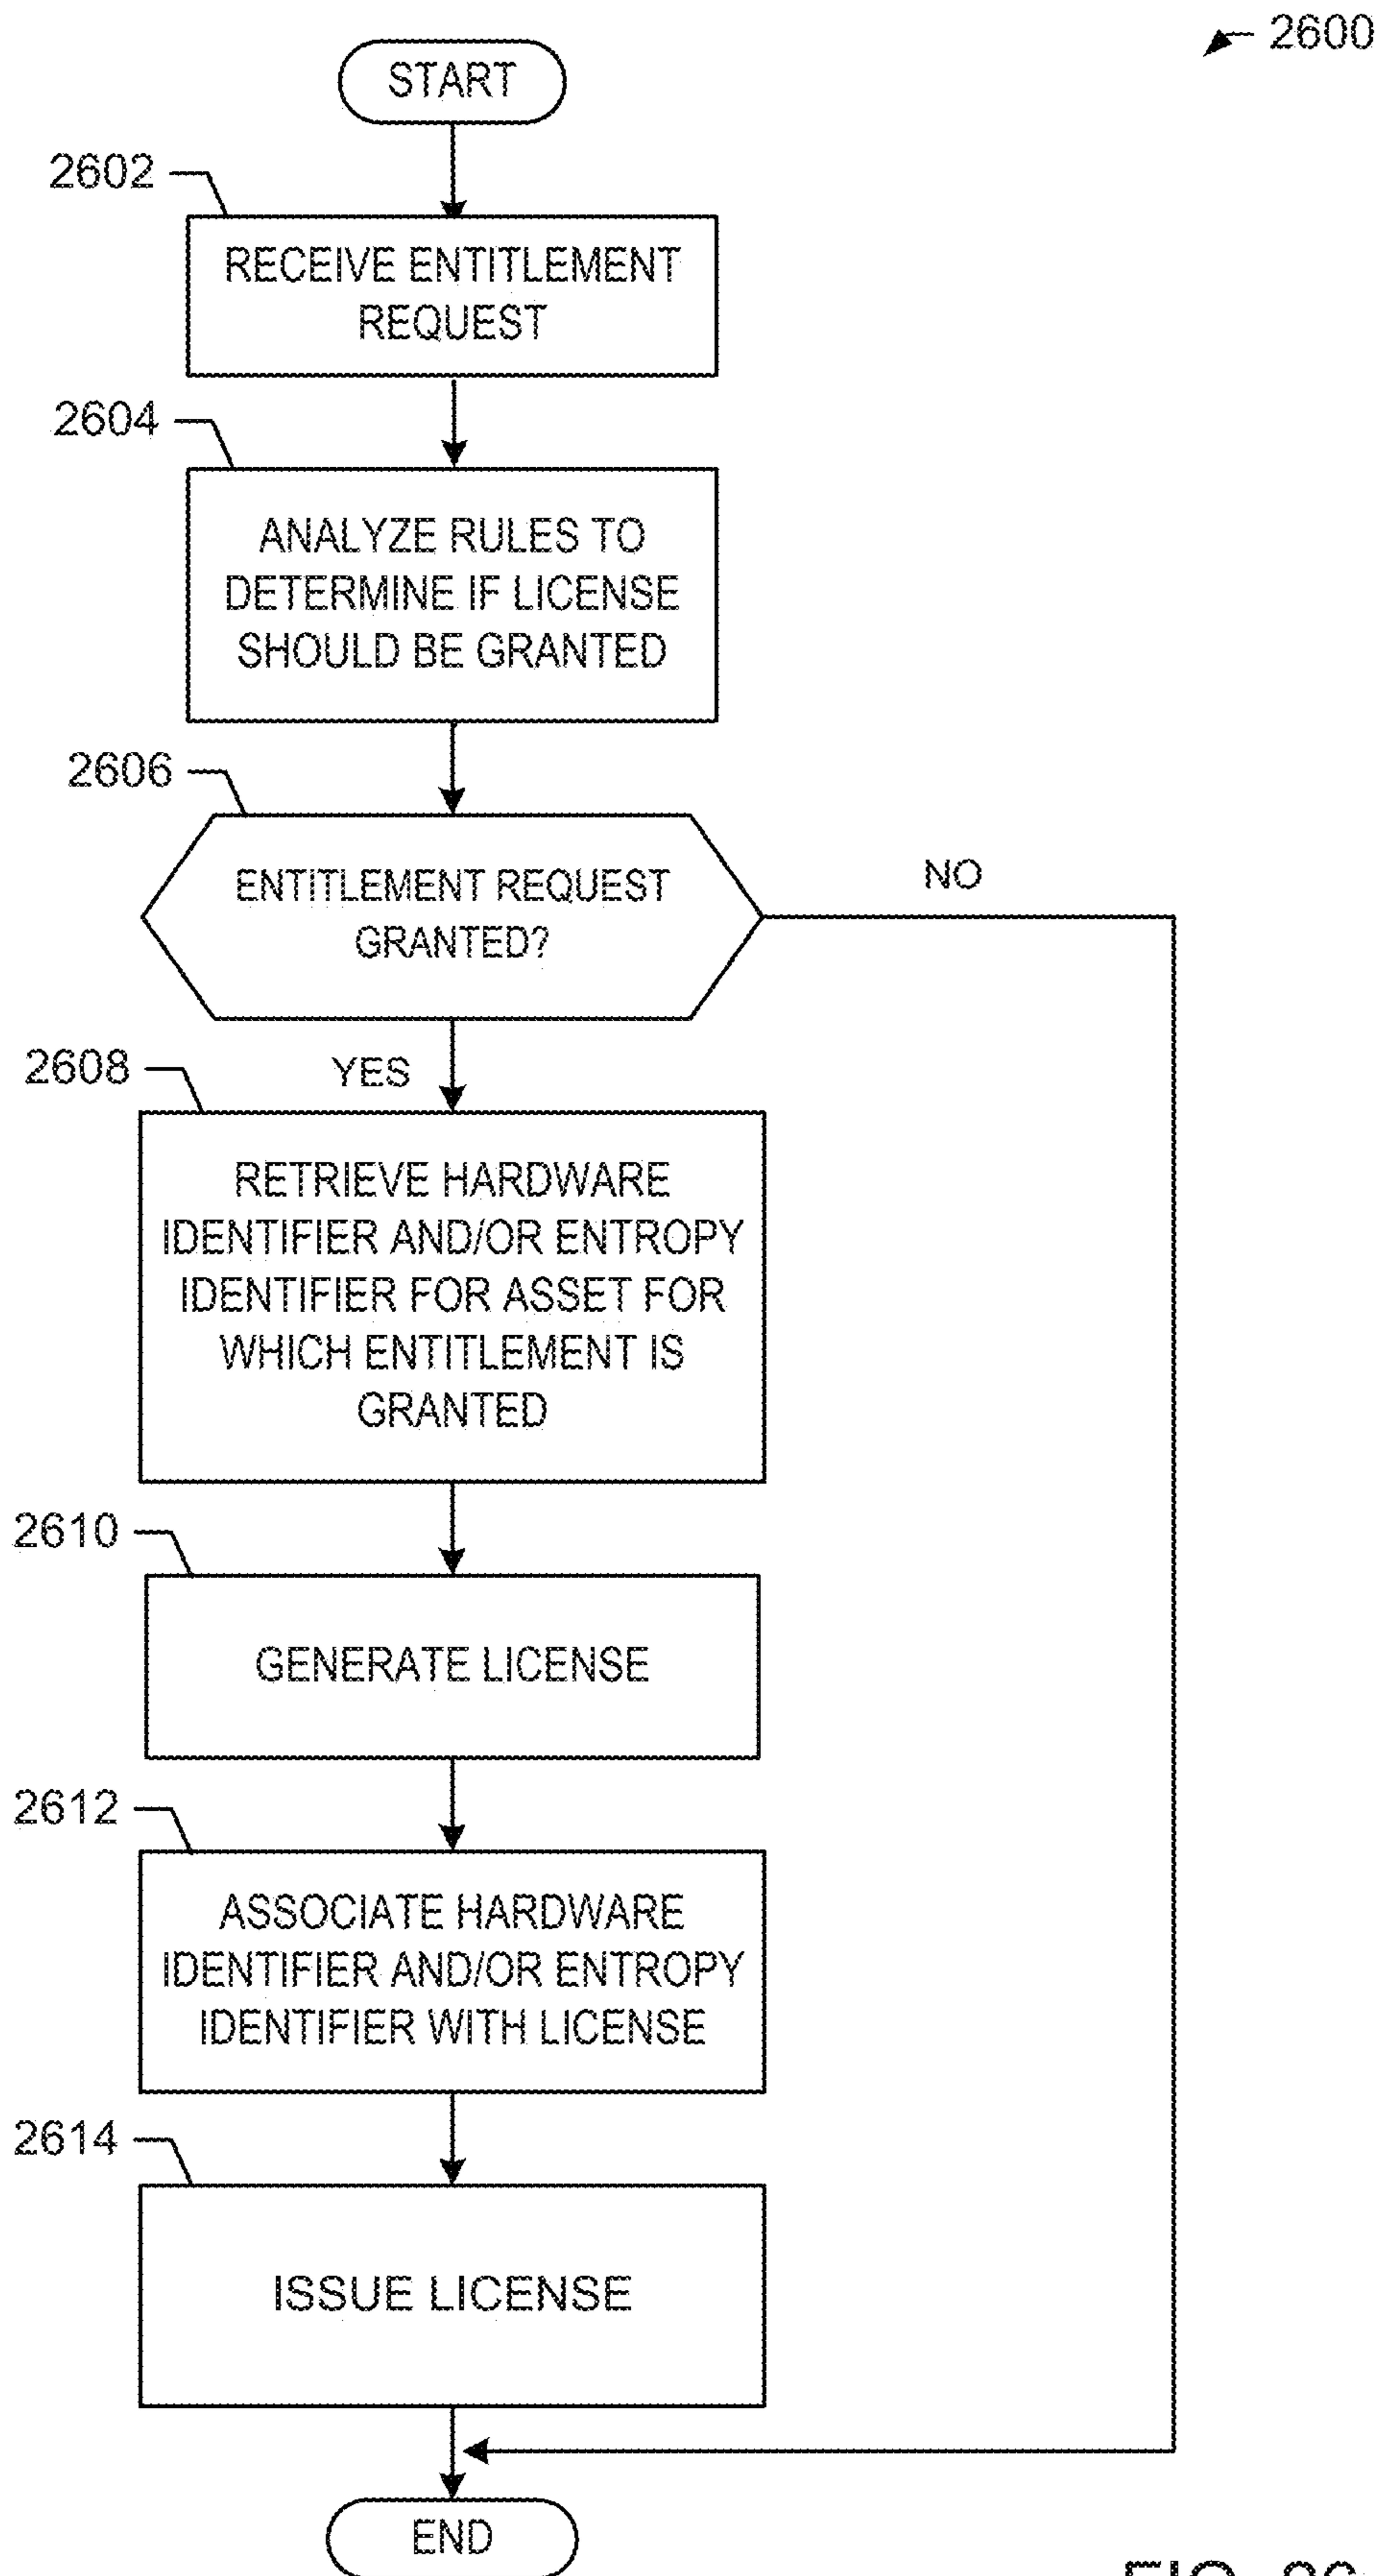 2600
START
2602
RECEIVE ENTITLEMENT
REQUEST
2604
ANALYZE RULES TO
DETERMINE IF LICENSE
SHOULD BE GRANTED
2606
ENTITLEMENT REQUEST
GRANTED?
NO
YES
2608
RETRIEVE HARDWARE
IDENTIFIER AND/OR ENTROPY
IDENTIFIER FOR ASSET FOR
WHICH ENTITLEMENT IS
GRANTED
2610
GENERATE LICENSE
2612
ASSOCIATE HARDWARE
IDENTIFIER AND/OR ENTROPY
IDENTIFIER WITH LICENSE
2614
ISSUE LICENSE
END